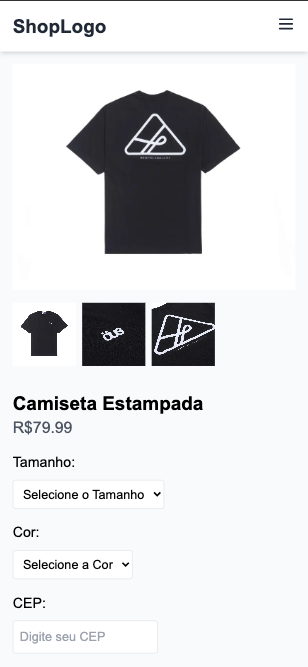 ShopLogo
Camiseta Estampada
R$79.99
Tamanho:
Selecione o Tamanho
Cor:
Selecione a Cor
CEP:
Digite seu CEP